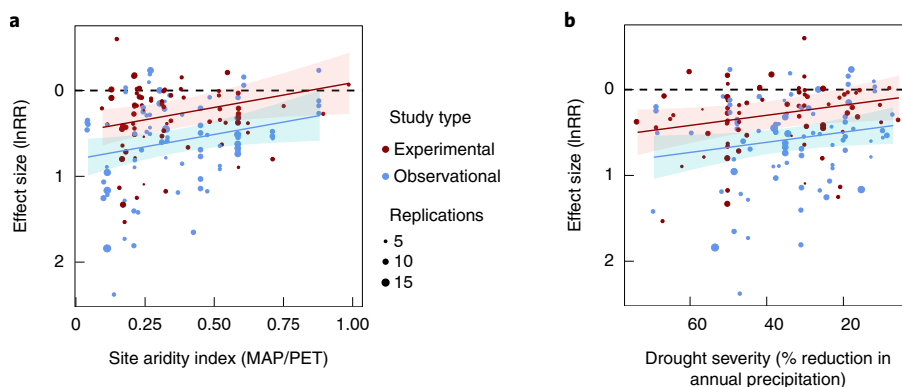 a
Effect size (lnRR)
0
1
2
0
0.25
0.50
0.75
1.00
Site aridity index (MAP/PET)
Study type
Experimental
Observational
Replications
5
10
15
b
Effect size (lnRR)
0
1
2
60
40
20
Drought severity (% reduction in
annual precipitation)